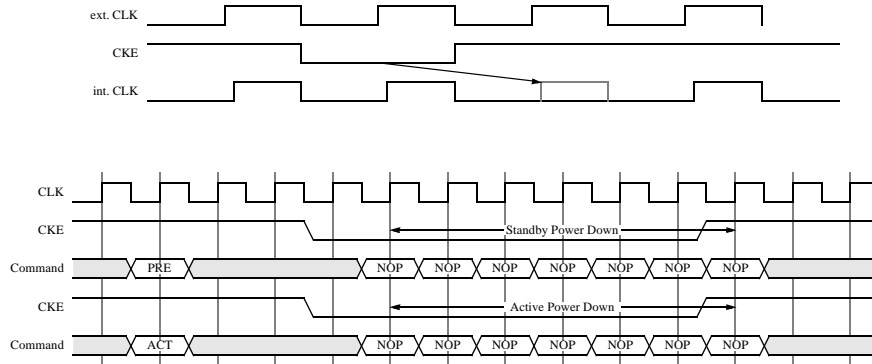 ext. CLK
CKE
int. CLK
CLK
CKE Standby Power Down
Command PRE NOP NOP NOP NOP NOP NOP NOP
CKE Active Power Down
Command ACT NOP NOP NOP NOP NOP NOP NOP